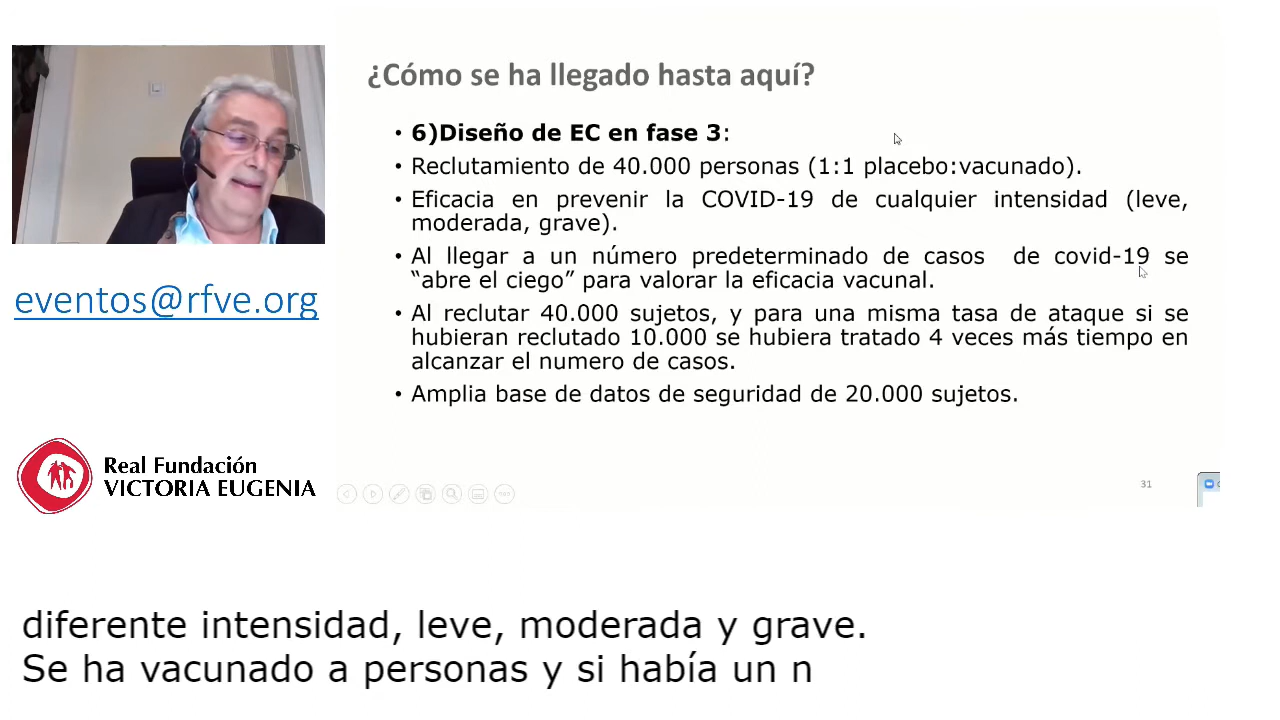 ¿Cómo se ha llegado hasta aquí?
• 6)Diseño de EC en fase 3:
• Reclutamiento de 40.000 personas (1:1 placebo:vacunado).
• Eficacia en prevenir la COVID-19 de cualquier intensidad (leve,
moderada, grave).
• Al llegar a un número predeterminado de casos de covid-19 se
“abre el ciego” para valorar la eficacia vacunal.
• Al reclutar 40.000 sujetos, y para una misma tasa de ataque si se
hubieran reclutado 10.000 se hubiera tratado 4 veces más tiempo en
alcanzar el numero de casos.
• Amplia base de datos de seguridad de 20.000 sujetos.
31
eventos@rfve.org
Real Fundación
VICTORIA EUGENIA
diferente intensidad, leve, moderada y grave.
Se ha vacunado a personas y si había un n